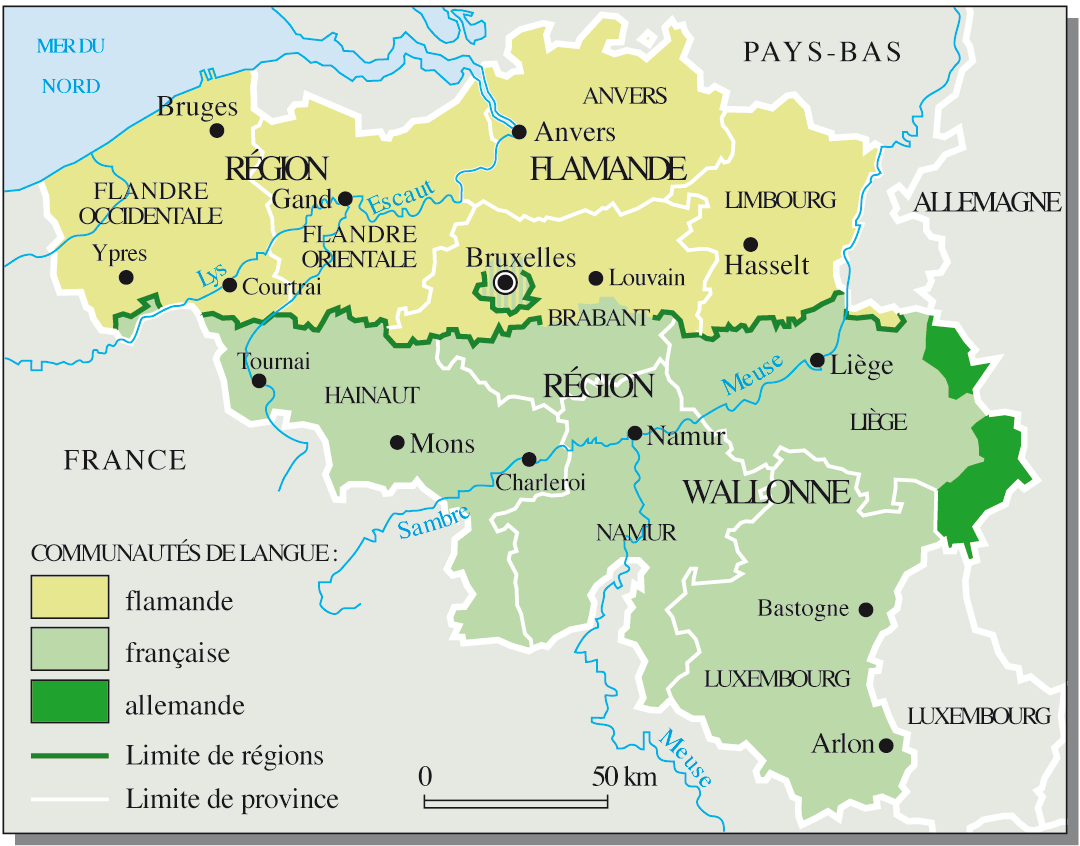 MER DU
NORD
PAYS-BAS
Bruges
ANVERS
Anvers
RÉGION
FLAMANDE
FLANDRE
OCCIDENTALE
Gand
Escaut
LIMBOURG
ALLEMAGNE
FLANDRE
ORIENTALE
Ypres
Bruxelles
Hasselt
Lys
Courtrai
Louvain
BRABANT
Tournai
Meuse
Liège
HAINAUT
RÉGION
LIÈGE
Mons
Namur
FRANCE
Charleroi
WALLONNE
Sambre
NAMUR
COMMUNAUTÉS DE LANGUE :
flamande
Bastogne
française
LUXEMBOURG
allemande
LUXEMBOURG
Arlon
Meuse
Limite de régions
0 50 km
Limite de province